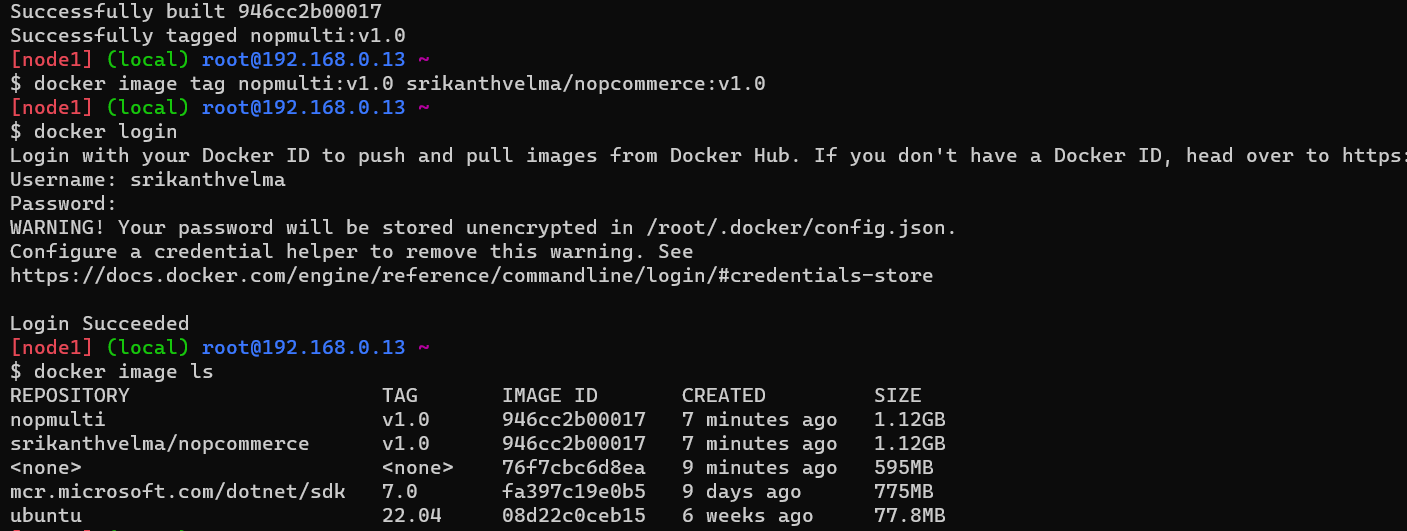 Successfully built 946cc2b00017
Successfully tagged nopmulti:v1.0
[node1] (local) root@192.168.0.13 ~
$ docker image tag nopmulti:v1.0 srikanthvelma/nopcommerce:v1.0
[node1] (local) root@192.168.0.13 ~
$ docker login
Login with your Docker ID to push and pull images from Docker Hub. If you don't have a Docker ID, head over to https:
Username: srikanthvelma
Password:
WARNING! Your password will be stored unencrypted in /root/.docker/config.json.
Configure a credential helper to remove this warning. See
https://docs.docker.com/engine/reference/commandline/login/#credentials-store
Login Succeeded
[node1] (local) root@192.168.0.13 ~
$ docker image ls
REPOSITORY TAG IMAGE ID CREATED SIZE
nopmulti v1.0 946cc2b00017 7 minutes ago 1.12GB
srikanthvelma/nopcommerce v1.0 946cc2b00017 7 minutes ago 1.12GB
<none> <none> 76f7cbc6d8ea 9 minutes ago 595MB
mcr.microsoft.com/dotnet/sdk 7.0 fa397c19e0b5 9 days ago 775MB
ubuntu 22.04 08d22c0ceb15 6 weeks ago 77.8MB